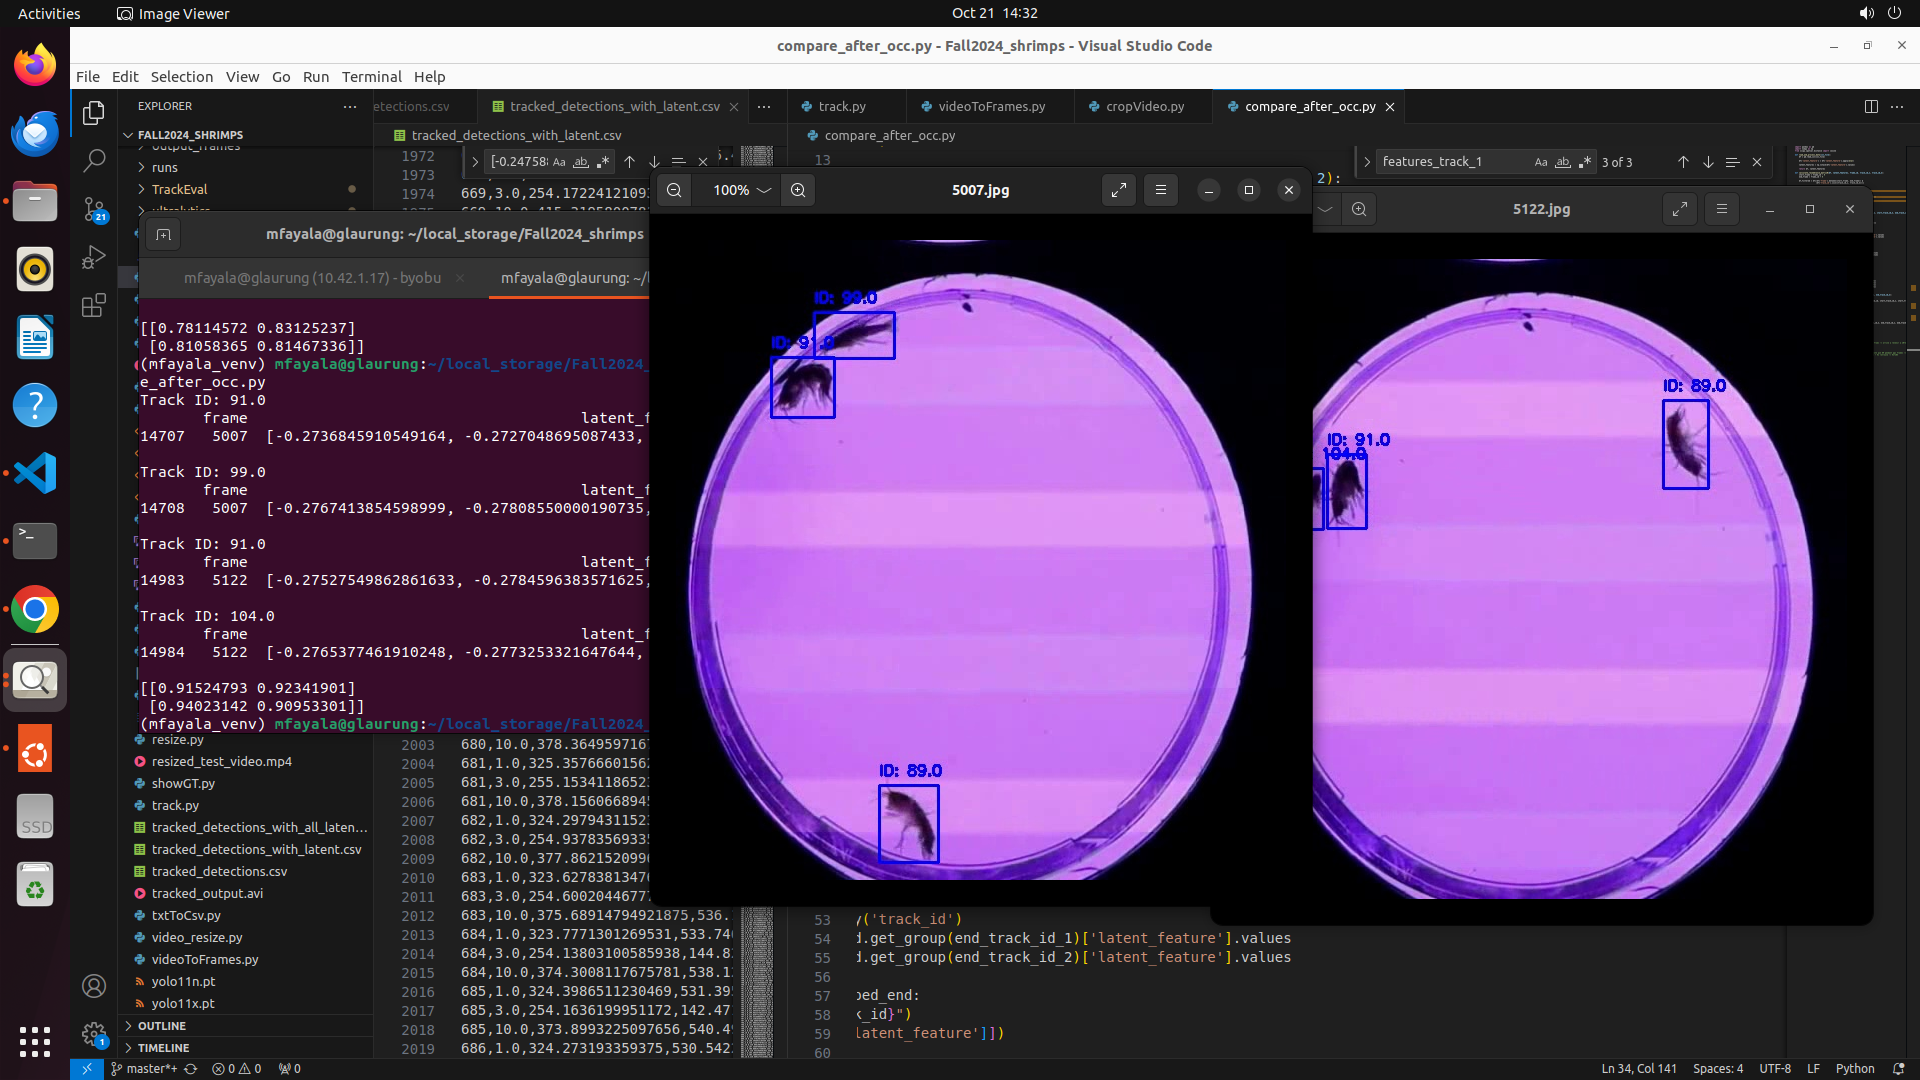 Activities
Image Viewer
Oct 21 14:32
compare_after_occ.py - Fall2024_shrimps - Visual Studio Code
File Edit Selection View Go Run Terminal Help
EXPLORER
FALL2024_SHRIMPS
output_frames
runs
TrackEval
ultralytics
resize.py
resized_test_video.mp4
showGT.py
track.py
tracked_detections_with_all_laten...
tracked_detections_with_latent.csv
tracked_detections.csv
tracked_output.avi
txtToCsv.py
video_resize.py
videoToFrames.py
yolo11n.pt
yolo11x.pt
OUTLINE
TIMELINE
etections.csv
tracked_detections_with_latent.csv
track.py
videoToFrames.py
cropVideo.py
compare_after_occ.py
tracked_detections_with_latent.csv
compare_after_occ.py
[-0.24758
Aa ab
features_track_1
Aa ab
3 of 3
1972
1973
1974 669,3,0,254.1722412109
13
2):
mfayala@glaurung: ~/local_storage/Fall2024_shrimps
mfayala@glaurung (10.42.1.17) - byobu
mfayala@glaurung: ~/l
[[0.78114572 0.83125237]
[0.81058365 0.81467336]]
(mfayala_venv) mfayala@glaurung:~/local_storage/Fall2024_
e_after_occ.py
Track ID: 91.0
frame latent_f
14707 5007 [-0.2736845910549164, -0.2727048695087433,
Track ID: 99.0
frame latent_f
14708 5007 [-0.2767413854598999, -0.27808550000190735,
Track ID: 91.0
frame latent_f
14983 5122 [-0.27527549862861633, -0.2784596383571625,
Track ID: 104.0
frame latent_f
14984 5122 [-0.2765377461910248, -0.2773253321647644,
[[0.91524793 0.92341901]
[0.94023142 0.90953301]]
(mfayala_venv) mfayala@glaurung:~/local_storage/Fall2024_
100%
5007.jpg
ID: 99.0
ID: 91.0
ID: 89.0
5122.jpg
ID: 89.0
ID: 91.0
104.0
2003 680,10.0,378.3649597167
2004 681,1.0,325.3576660156
2005 681,3.0,255.1534118652
2006 681,10.0,378.156066894
2007 682,1.0,324.2979431152
2008 682,3.0,254.9378356933
2009 682,10.0,377.862152099
2010 683,1.0,323.6278381347
2011 683,3.0,254.6002044677
2012 683,10.0,375.68914794921875,536.
2013 684,1.0,323.7771301269531,533.74
2014 684,3.0,254.13803100585938,144.8
2015 684,10.0,374.3008117675781,538.1
2016 685,1.0,324.3986511230469,531.39
2017 685,3.0,254.1636199951172,142.47
2018 685,10.0,373.8993225097656,540.4
2019 686,1.0,324.273193359375,530.542
53 y('track_id')
54 d.get_group(end_track_id_1)['latent_feature'].values
55 d.get_group(end_track_id_2)['latent_feature'].values
56
57 ped_end:
58 k_id}")
59 latent_feature']])
60
SSD
21
1
master*+
0 0
0
Ln 34, Col 141
Spaces: 4
UTF-8
LF
Python